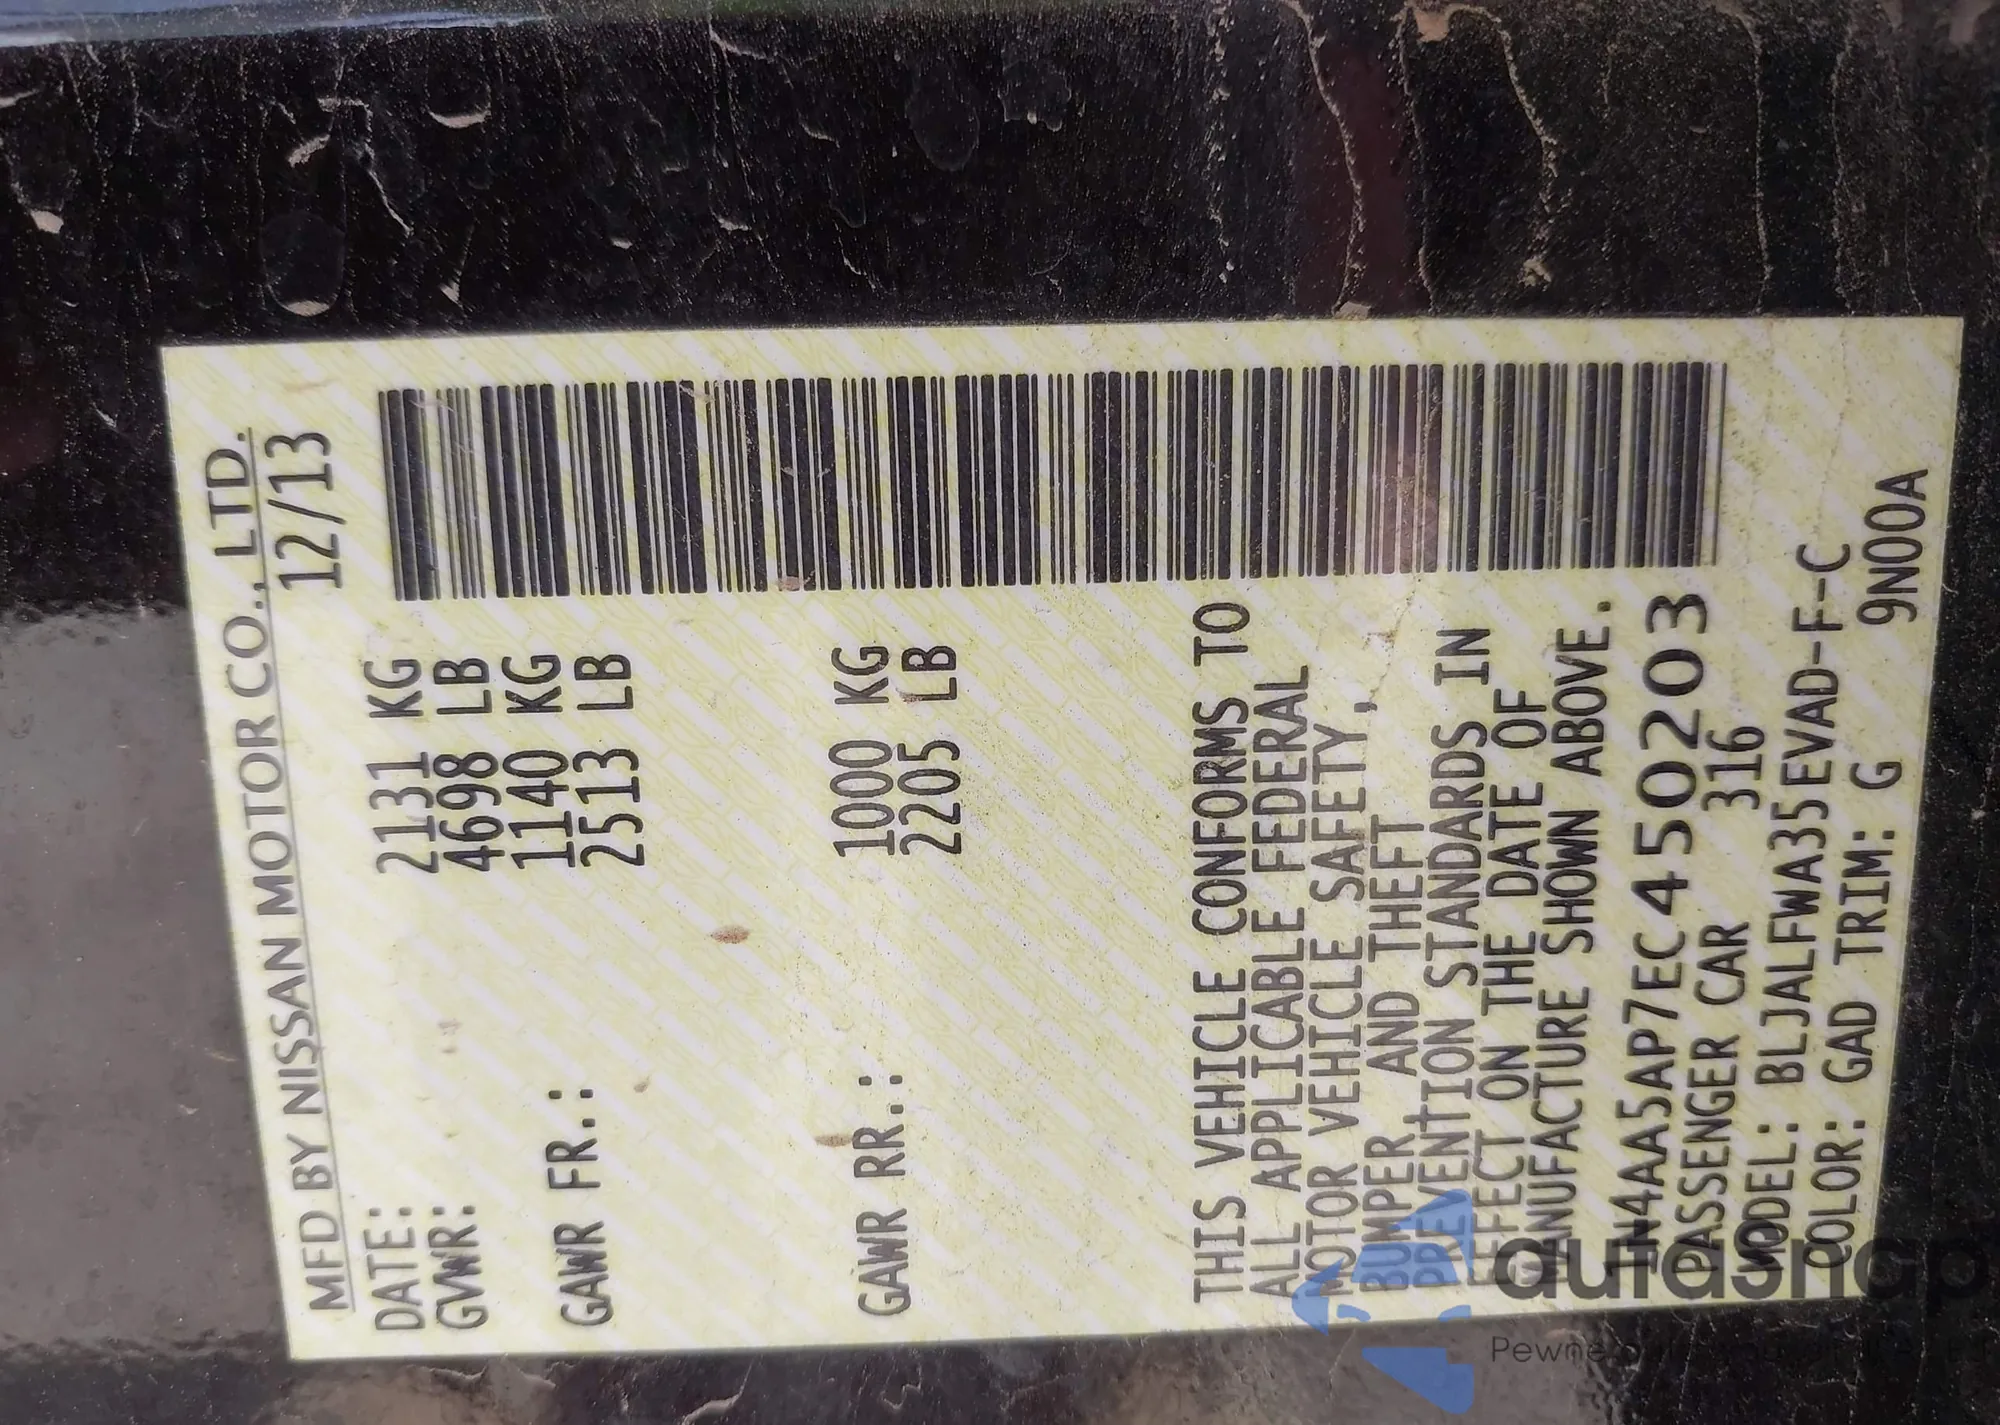 MFD BY NISSAN MOTOR CO., LTD.
DATE: 12/13
GVWR: 2131 KG
4698 LB
GAWR FR.: 1140 KG
2513 LB
GAWR RR.: 1000 KG
2205 LB
THIS VEHICLE CONFORMS TO
ALL APPLICABLE FEDERAL
MOTOR VEHICLE SAFETY,
BUMPER AND THEFT
PREVENTION STANDARDS IN
EFFECT ON THE DATE OF
MANUFACTURE SHOWN ABOVE.
1N4AA5AP7EC450203
PASSENGER CAR 316
MODEL: BLJALFWA35EVAD-F-C
COLOR: GAD TRIM: G 9N00A
autasnap
Pewne